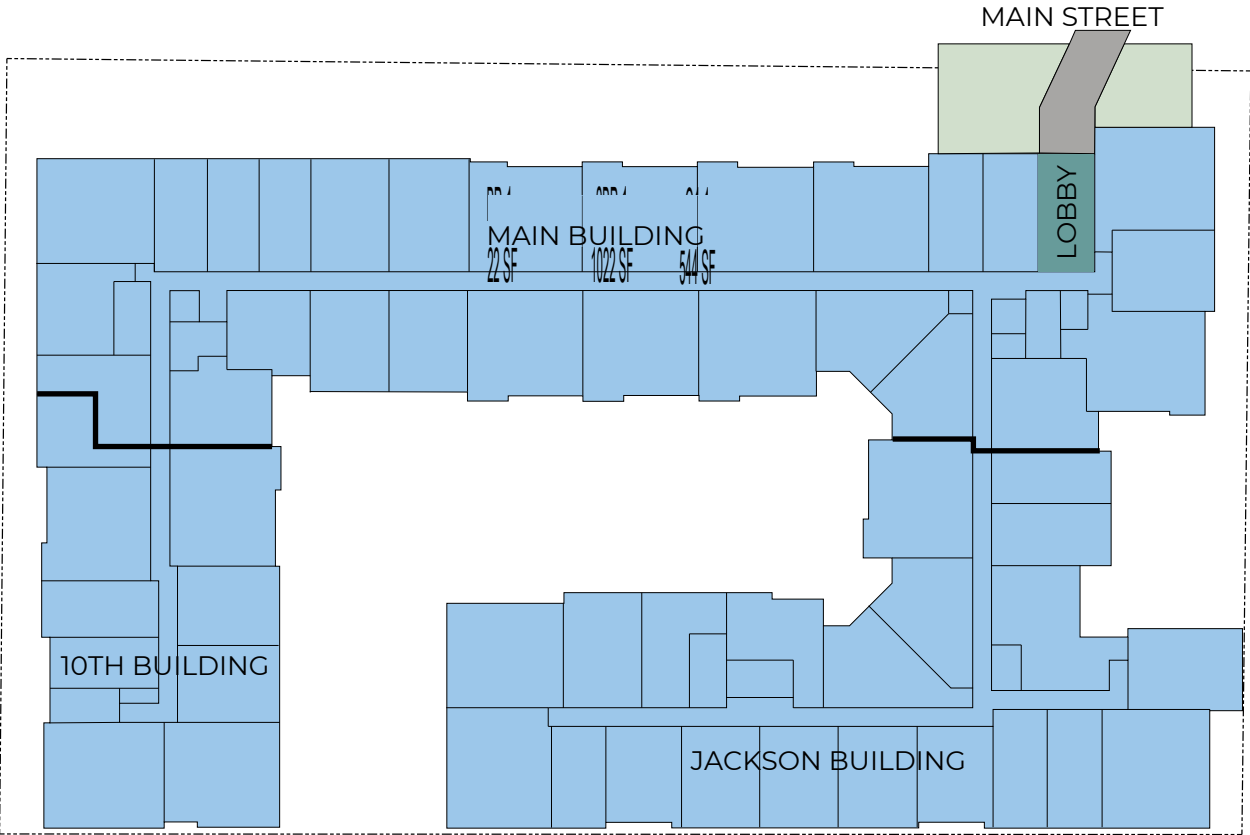 MAIN STREET
LOBBY
MAIN BUILDING
22 SF 1022 SF 544 SF
10TH BUILDING
JACKSON BUILDING